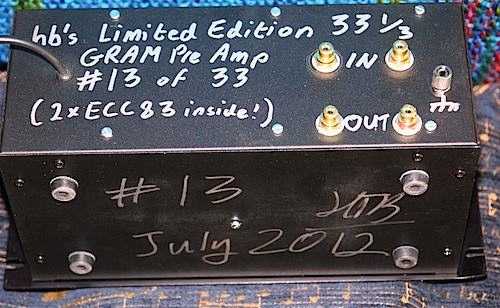 hb's Limited Edition 33 1/3
GRAM Pre Amp
IN
#13 of 33
(2xECC83 inside!)
OUT
#13
HB
July 2012